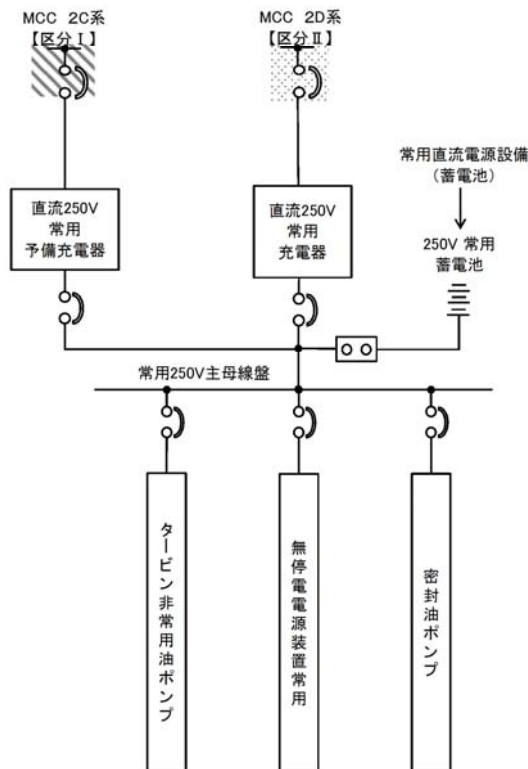 MCC 2C系
【区分Ⅰ】
MCC 2D系
【区分Ⅱ】
常用直流電源設備
（蓄電池）
直流250V
常用
予備充電器
直流250V
常用
充電器
250V 常用
蓄電池
常用250V主母線盤
タービン非常用油ポンプ
無停電電源装置常用
密封油ポンプ